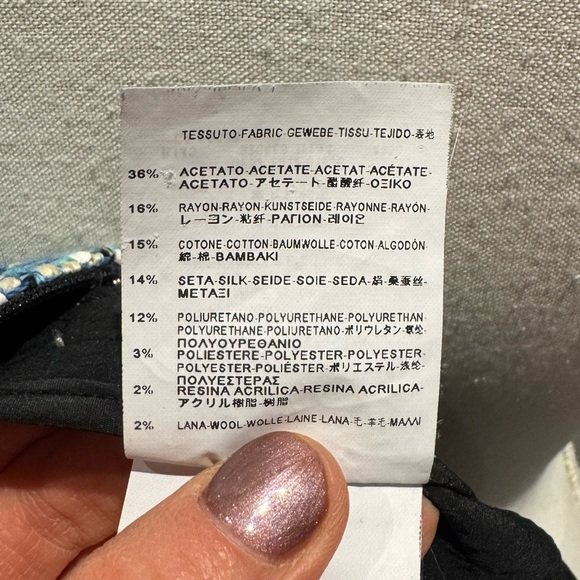 TESSUTO-FABRIC-GEWEBE-TISSU-TEJIDO-表地
36% ACETATO-ACETATE-ACETAT-ACÉTATE-
ACETATO-アセテート-醋酸纤-ΟΞΙΚΟ
16% RAYON-RAYON-KUNSTSEIDE-RAYONNE-RAYÓN-
レーヨン-粘纤-ΡΑΓΙΟΝ-레이온
15% COTONE-COTTON-BAUMWOLLE-COTON-ALGODÓN-
綿-棉-ΒΑΜΒΑΚΙ
14% SETA-SILK-SEIDE-SOIE-SEDA-絹-桑蚕丝-
ΜΕΤΑΞΙ
12% POLIURETANO-POLYURETHANE-POLYURETHAN-
POLYURETHANE-POLIURETANO-ポリウレタン-氨纶-
ΠΟΛΥΟΥΡΕΘΑΝΙΟ
3% POLIESTERE-POLYESTER-POLYESTER-
POLYESTER-POLIÉSTER-ポリエステル-涤纶-
ΠΟΛΥΕΣΤΕΡΑΣ
2% RESINA ACRILICA-RESINA ACRILICA-
アクリル樹脂-树脂
2% LANA-WOOL-WOLLE-LAINE-LANA-毛-羊毛-ΜΑΛΛΙ